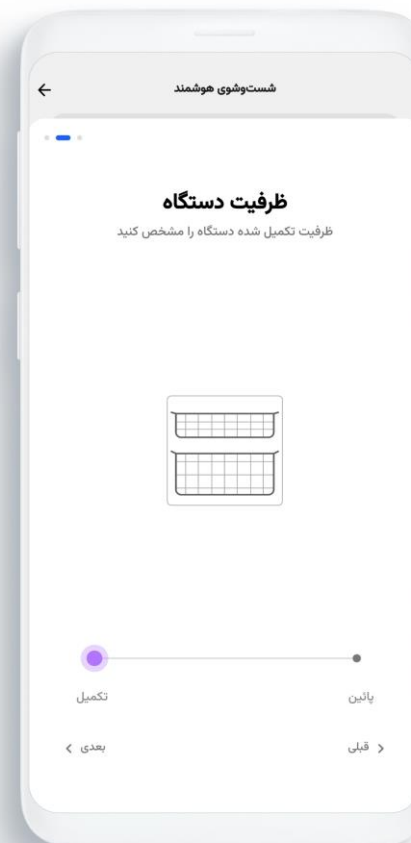 شست‌وشوی هوشمند
ظرفیت دستگاه
ظرفیت تکمیل شده دستگاه را مشخص کنید
پائین تکمیل
قبلی بعدی